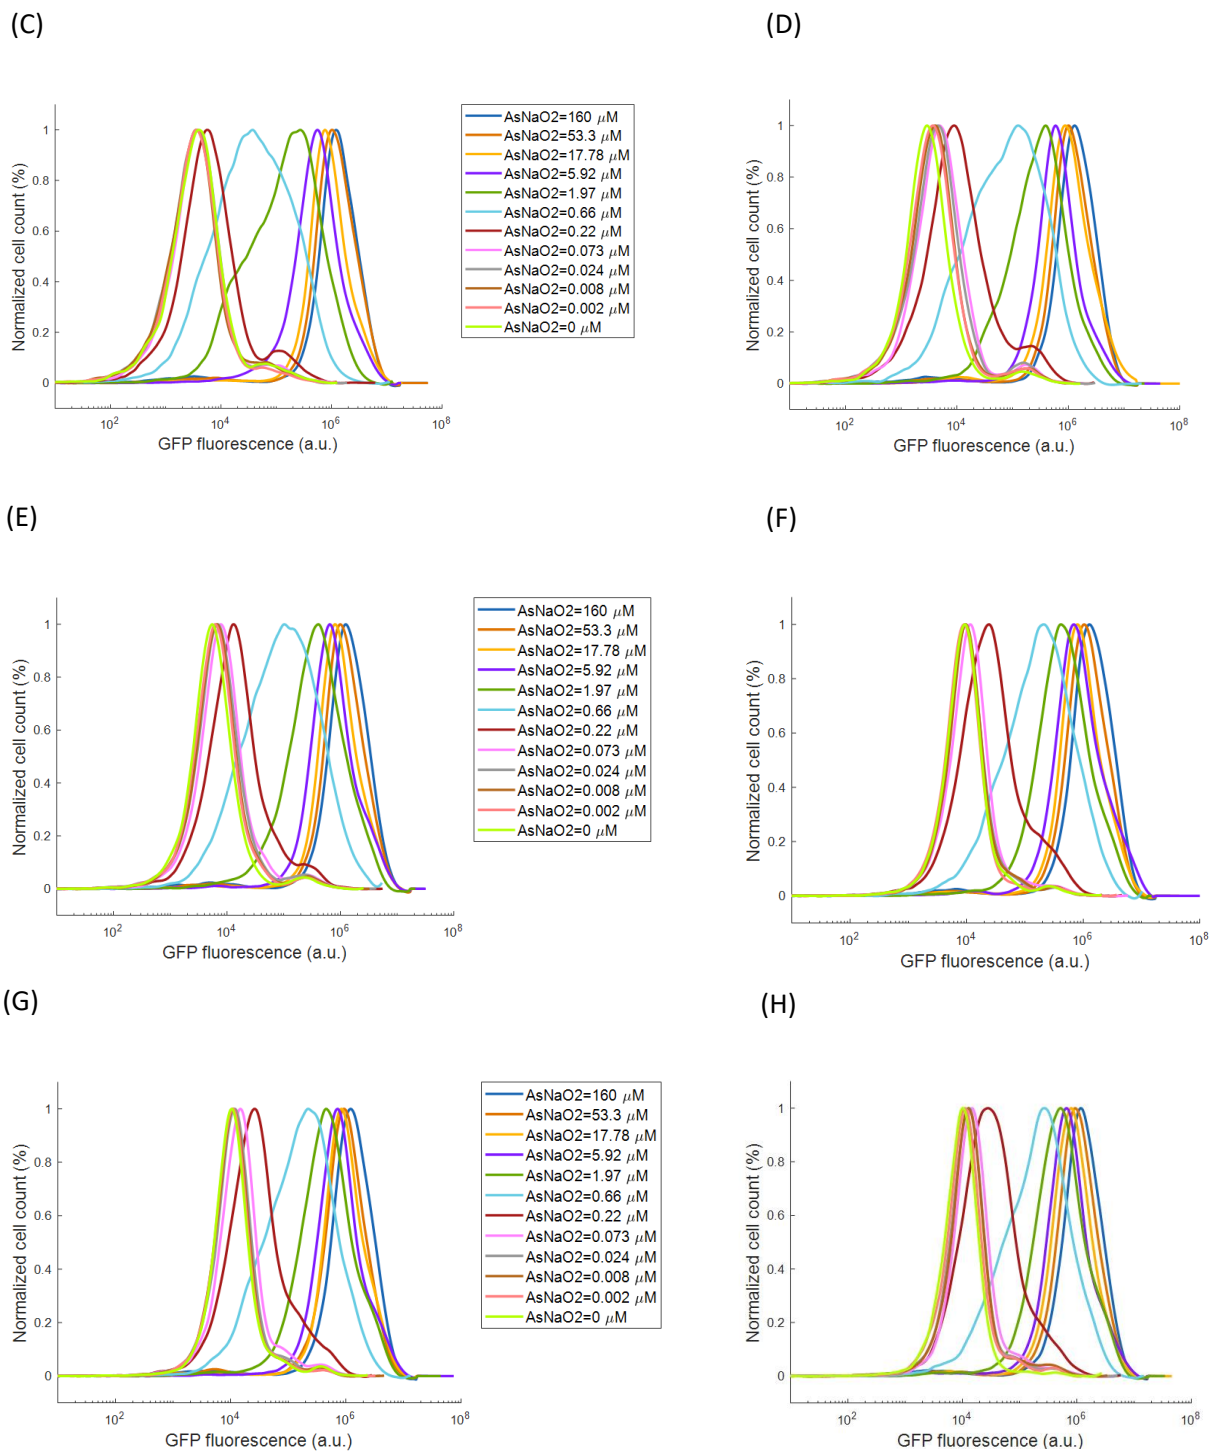 (C)
(D)
Normalized cell count (%)
1
0.8
0.6
0.4
0.2
0
10^2
10^4
10^6
10^8
GFP fluorescence (a.u.)
AsNaO2=160 μM
AsNaO2=53.3 μM
AsNaO2=17.78 μM
AsNaO2=5.92 μM
AsNaO2=1.97 μM
AsNaO2=0.66 μM
AsNaO2=0.22 μM
AsNaO2=0.073 μM
AsNaO2=0.024 μM
AsNaO2=0.008 μM
AsNaO2=0.002 μM
AsNaO2=0 μM
Normalized cell count (%)
1
0.8
0.6
0.4
0.2
0
10^2
10^4
10^6
10^8
GFP fluorescence (a.u.)
(E)
(F)
Normalized cell count (%)
1
0.8
0.6
0.4
0.2
0
10^2
10^4
10^6
10^8
GFP fluorescence (a.u.)
AsNaO2=160 μM
AsNaO2=53.3 μM
AsNaO2=17.78 μM
AsNaO2=5.92 μM
AsNaO2=1.97 μM
AsNaO2=0.66 μM
AsNaO2=0.22 μM
AsNaO2=0.073 μM
AsNaO2=0.024 μM
AsNaO2=0.008 μM
AsNaO2=0.002 μM
AsNaO2=0 μM
Normalized cell count (%)
1
0.8
0.6
0.4
0.2
0
10^2
10^4
10^6
10^8
GFP fluorescence (a.u.)
(G)
(H)
Normalized cell count (%)
1
0.8
0.6
0.4
0.2
0
10^2
10^4
10^6
10^8
GFP fluorescence (a.u.)
AsNaO2=160 μM
AsNaO2=53.3 μM
AsNaO2=17.78 μM
AsNaO2=5.92 μM
AsNaO2=1.97 μM
AsNaO2=0.66 μM
AsNaO2=0.22 μM
AsNaO2=0.073 μM
AsNaO2=0.024 μM
AsNaO2=0.008 μM
AsNaO2=0.002 μM
AsNaO2=0 μM
Normalized cell count (%)
1
0.8
0.6
0.4
0.2
0
10^2
10^4
10^6
10^8
GFP fluorescence (a.u.)